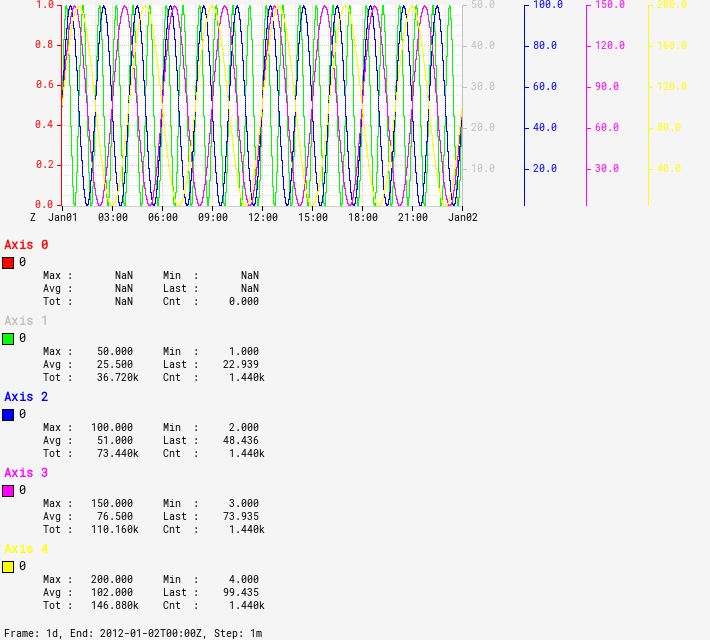 1.0 50.0 100.0 150.0 200.0
0.8 40.0 80.0 120.0 160.0
0.6 30.0 60.0 90.0 120.0
0.4 20.0 40.0 60.0 80.0
0.2 10.0 20.0 30.0 40.0
0.0
Z Jan01 03:00 06:00 09:00 12:00 15:00 18:00 21:00 Jan02
Axis 0
0
Max : NaN Min : NaN
Avg : NaN Last : NaN
Tot : NaN Cnt : 0.000
Axis 1
0
Max : 50.000 Min : 1.000
Avg : 25.500 Last : 22.939
Tot : 36.720k Cnt : 1.440k
Axis 2
0
Max : 100.000 Min : 2.000
Avg : 51.000 Last : 48.436
Tot : 73.440k Cnt : 1.440k
Axis 3
0
Max : 150.000 Min : 3.000
Avg : 76.500 Last : 73.935
Tot : 110.160k Cnt : 1.440k
Axis 4
0
Max : 200.000 Min : 4.000
Avg : 102.000 Last : 99.435
Tot : 146.880k Cnt : 1.440k
Frame: 1d, End: 2012-01-02T00:00Z, Step: 1m